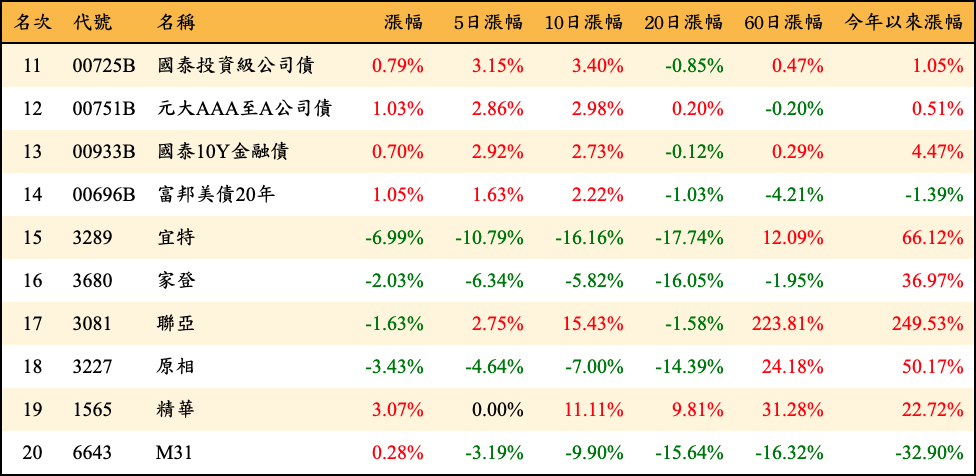 名次 代號 名稱 漲幅 5日漲幅 10日漲幅 20日漲幅 60日漲幅 今年以來漲幅
11 00725B 國泰投資級公司債 0.79% 3.15% 3.40% -0.85% 0.47% 1.05%
12 00751B 元大AAA至A公司債 1.03% 2.86% 2.98% 0.20% -0.20% 0.51%
13 00933B 國泰10Y金融債 0.70% 2.92% 2.73% -0.12% 0.29% 4.47%
14 00696B 富邦美債20年 1.05% 1.63% 2.22% -1.03% -4.21% -1.39%
15 3289 宜特 -6.99% -10.79% -16.16% -17.74% 12.09% 66.12%
16 3680 家登 -2.03% -6.34% -5.82% -16.05% -1.95% 36.97%
17 3081 聯亞 -1.63% 2.75% 15.43% -1.58% 223.81% 249.53%
18 3227 原相 -3.43% -4.64% -7.00% -14.39% 24.18% 50.17%
19 1565 精華 3.07% 0.00% 11.11% 9.81% 31.28% 22.72%
20 6643 M31 0.28% -3.19% -9.90% -15.64% -16.32% -32.90%